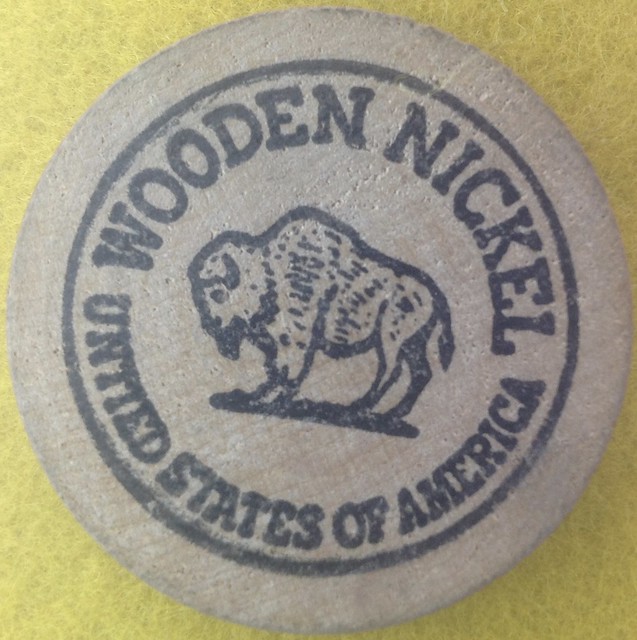 WOODEN NICKEL
UNITED STATES OF AMERICA